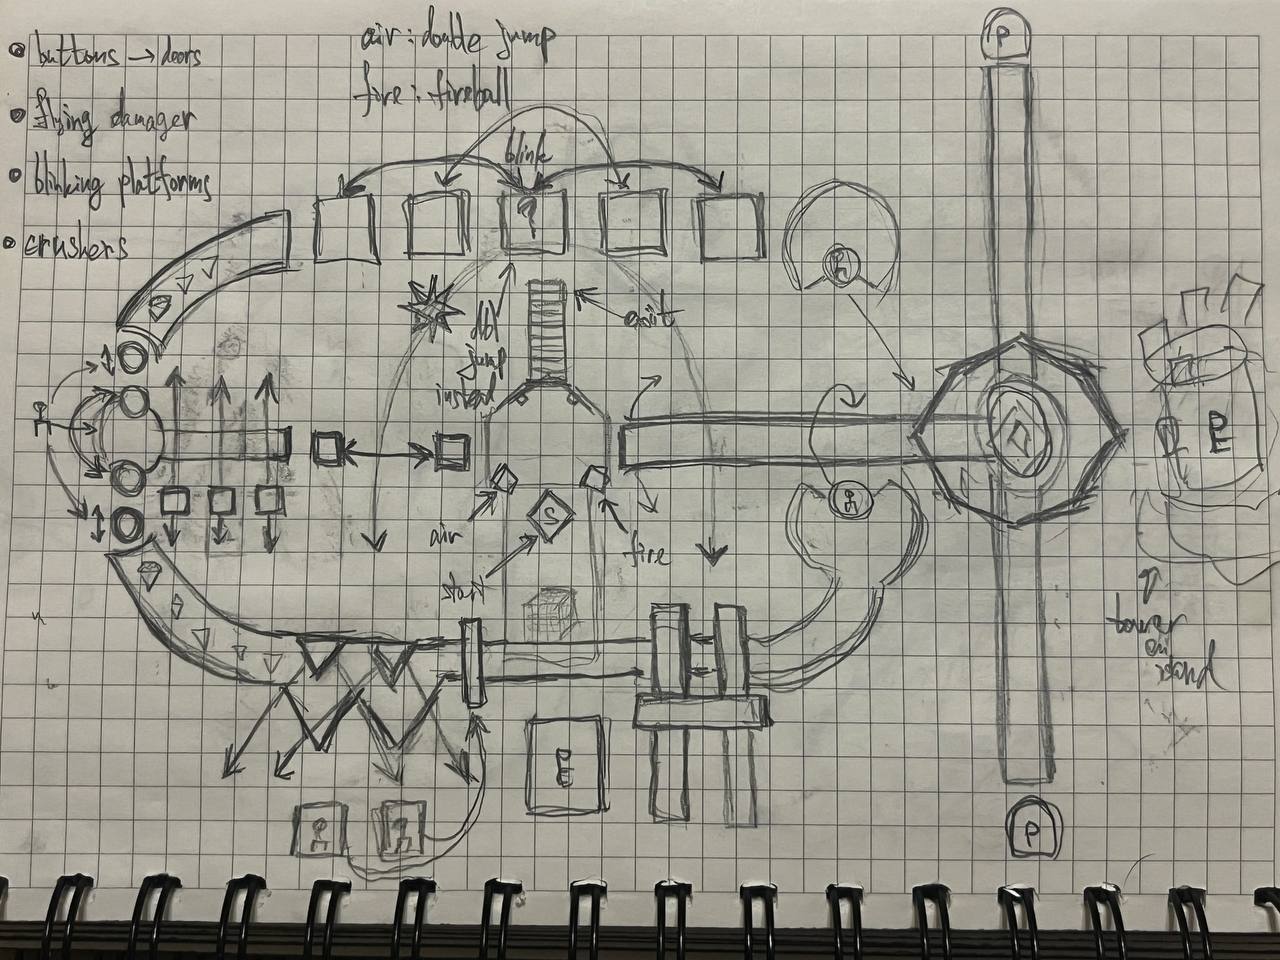 buttons → doors
flying damager
blinking platforms
crushers
air: double jump
fire: fireball
blink
dbl
jump
instead
exit
air
fire
start
S
P
P
tower
on
island